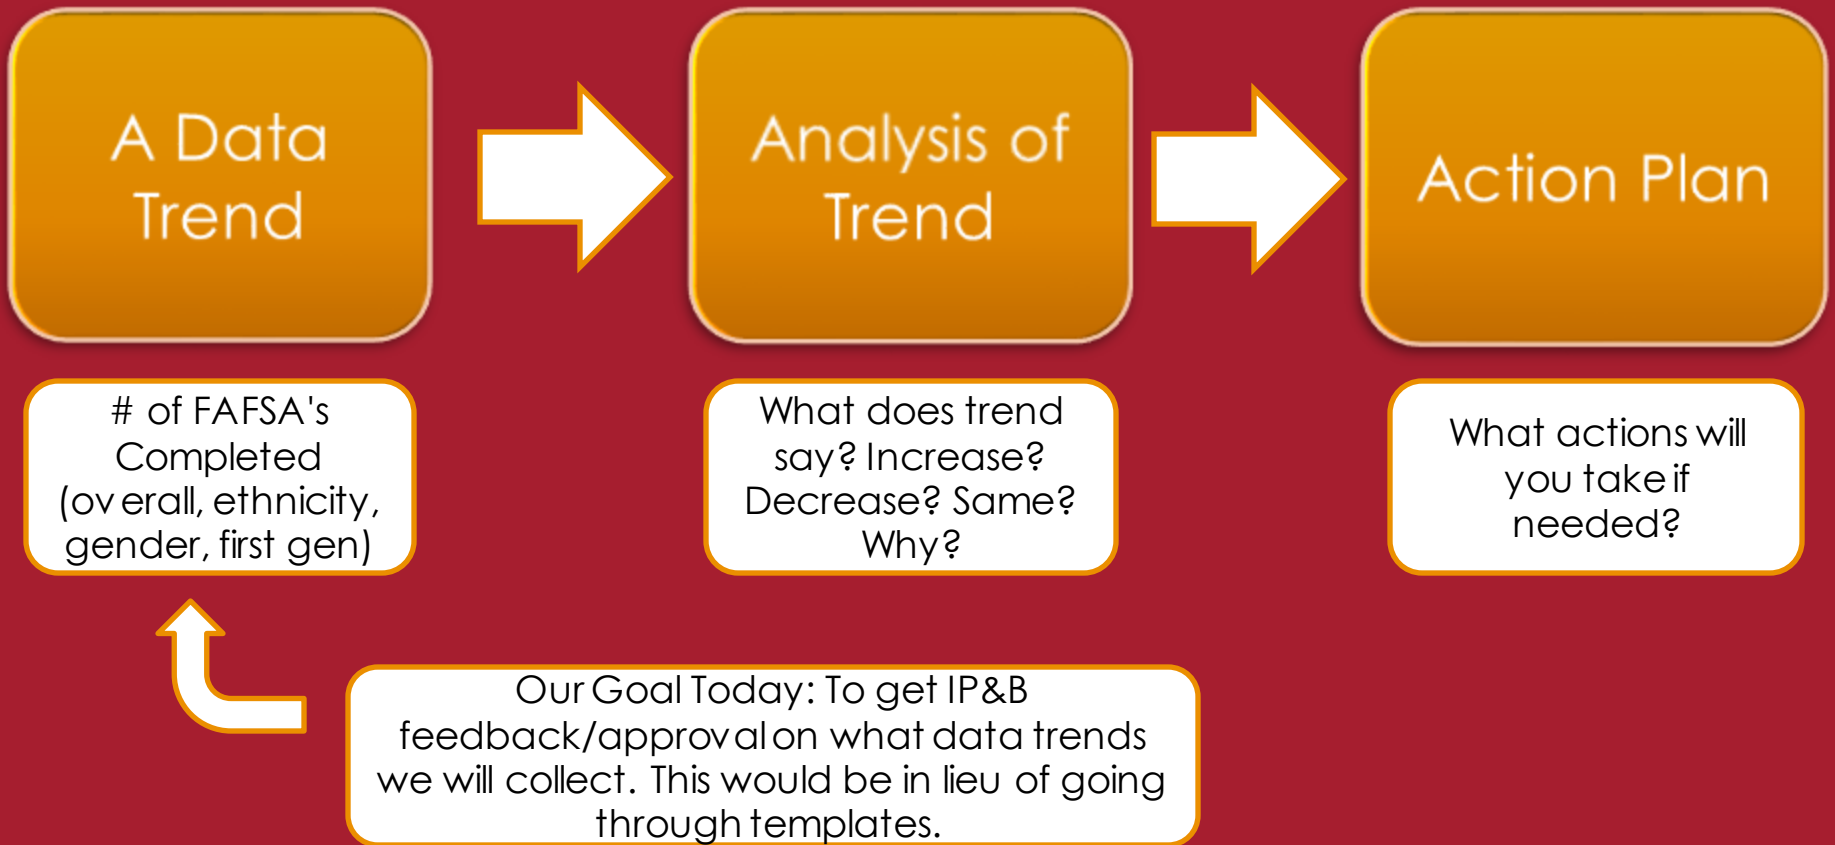 A Data
Trend
Analysis of
Trend
Action Plan
# of FAFSA's
Completed
(overall, ethnicity,
gender, first gen)
What does trend
say? Increase?
Decrease? Same?
Why?
What actions will
you take if
needed?
Our Goal Today: To get IP&B
feedback/approval on what data trends
we will collect. This would be in lieu of going
through templates.